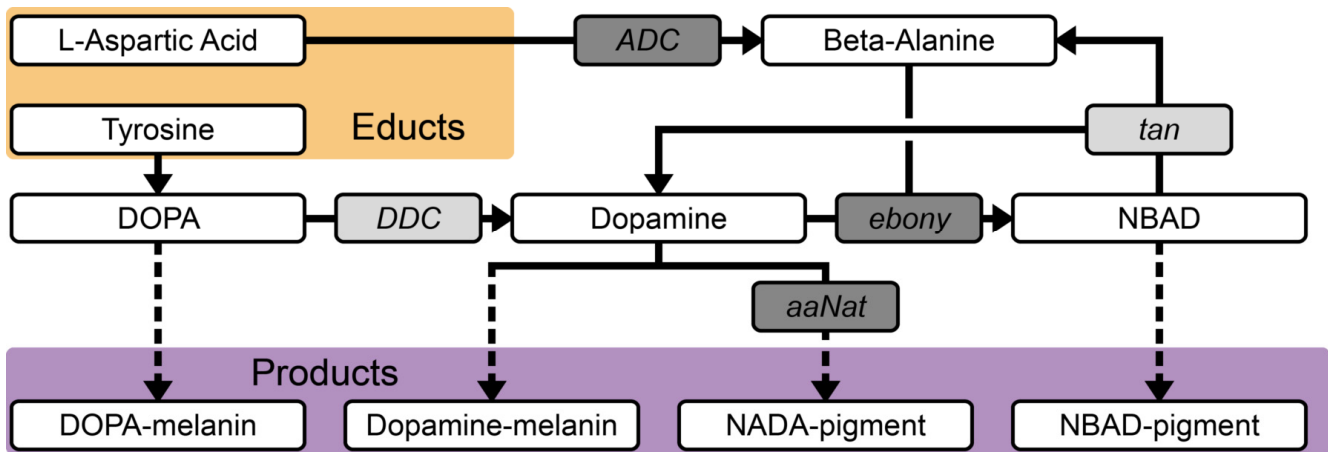 L-Aspartic Acid
ADC
Beta-Alanine
Tyrosine
Educts
tan
DOPA
DDC
Dopamine
ebony
NBAD
aaNat
Products
DOPA-melanin
Dopamine-melanin
NADA-pigment
NBAD-pigment